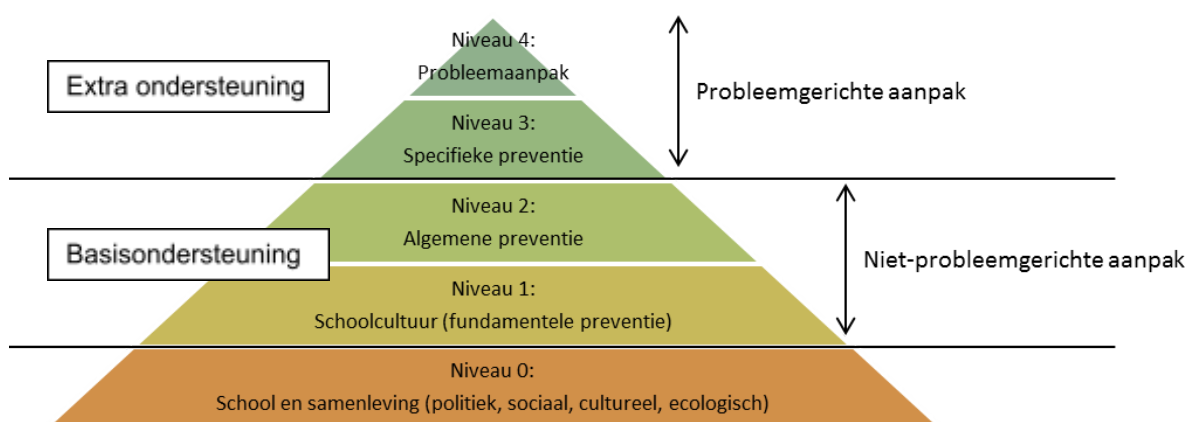 Niveau 4:
Probleemaanpak
Extra ondersteuning
Probleemgerichte aanpak
Niveau 3:
Specifieke preventie
Niveau 2:
Algemene preventie
Basisondersteuning
Niet-probleemgerichte aanpak
Niveau 1:
Schoolcultuur (fundamentele preventie)
Niveau 0:
School en samenleving (politiek, sociaal, cultureel, ecologisch)